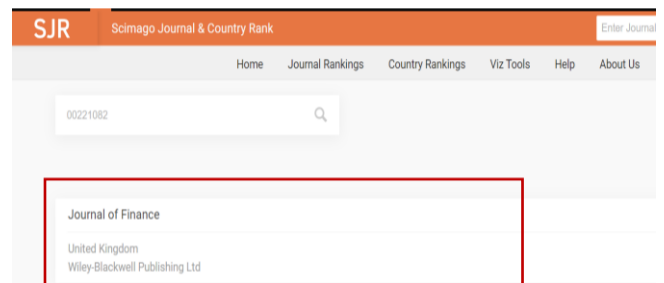 SJR Scimago Journal & Country Rank Enter Journal
Home Journal Rankings Country Rankings Viz Tools Help About Us
00221082
Journal of Finance
United Kingdom
Wiley-Blackwell Publishing Ltd